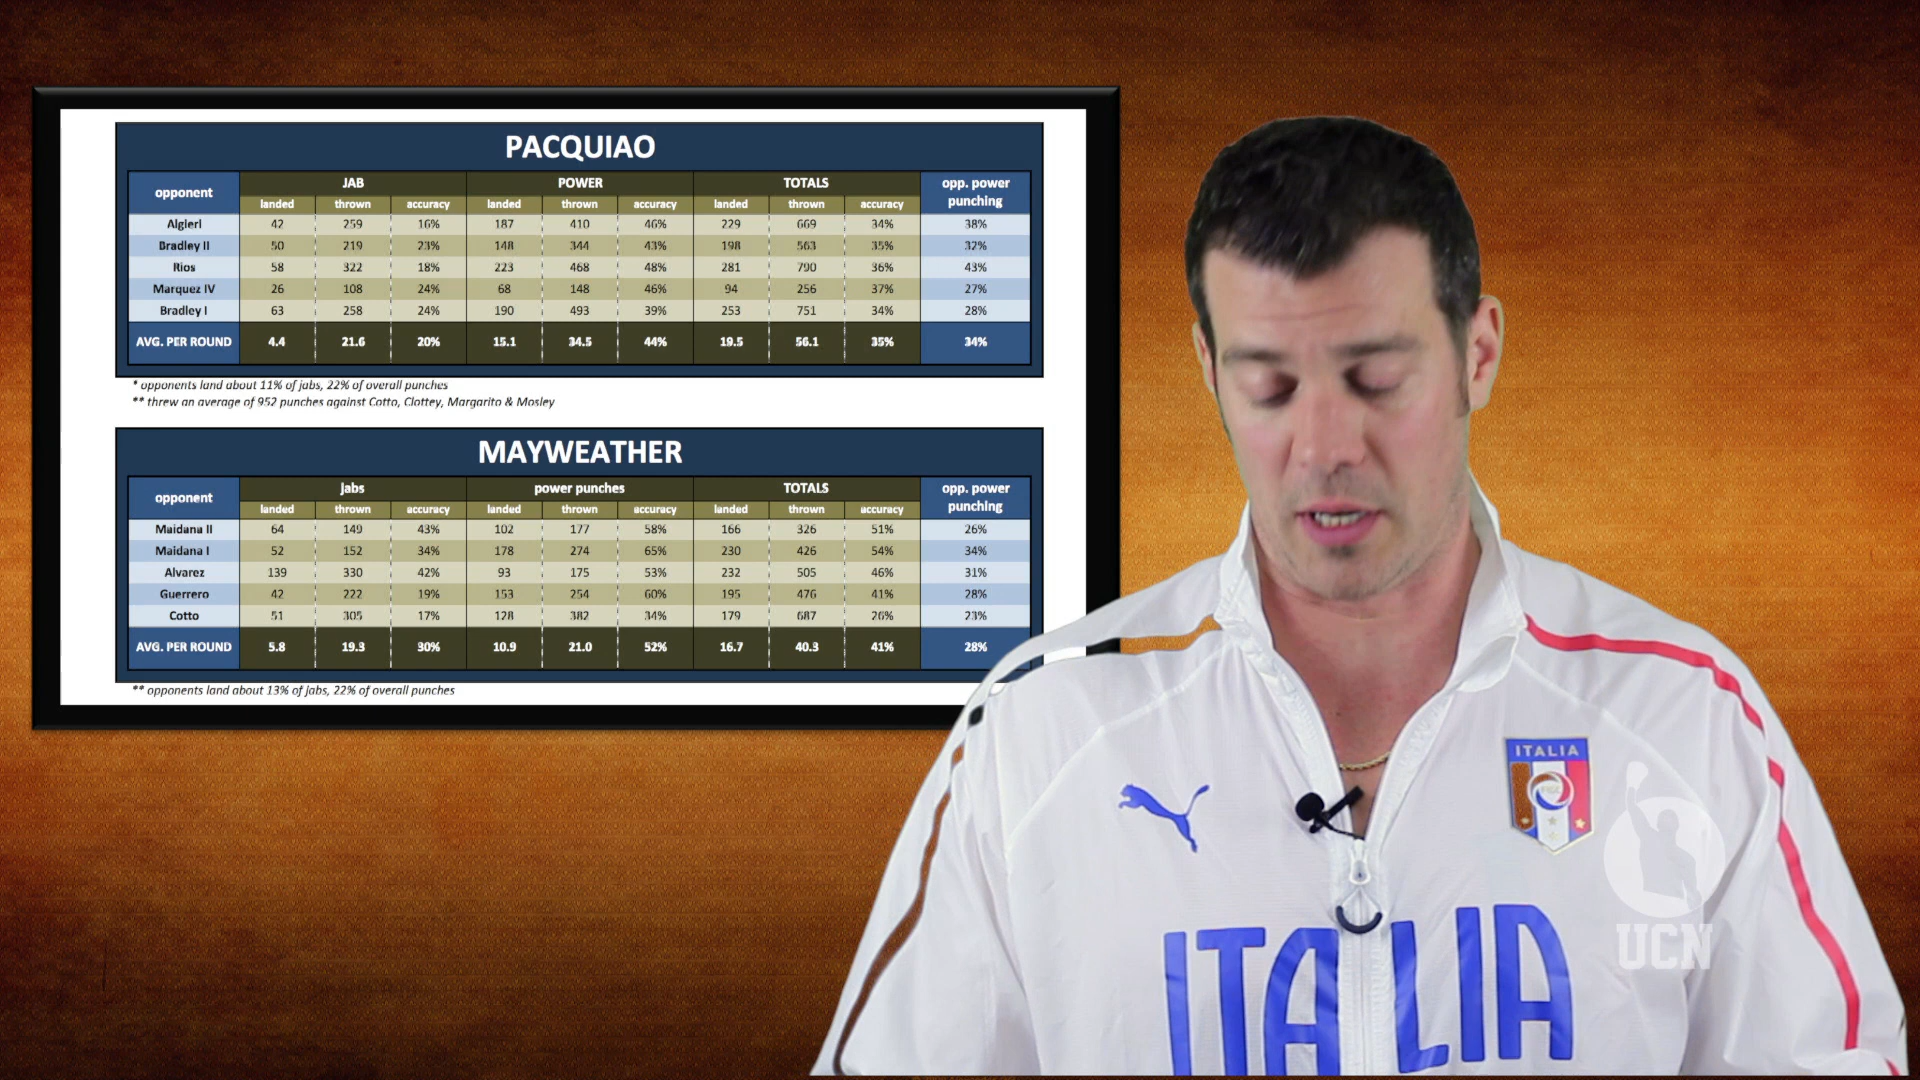 PACQUIAO
opponent JAB POWER TOTALS opp. power punching
landed thrown accuracy landed thrown accuracy landed thrown accuracy
Algieri 42 259 16% 187 410 46% 229 669 34% 38%
Bradley II 50 219 23% 148 344 43% 198 563 35% 32%
Rios 58 322 18% 223 468 48% 281 790 36% 43%
Marquez IV 26 108 24% 68 148 46% 94 256 37% 27%
Bradley I 63 258 24% 190 493 39% 253 751 34% 28%
AVG. PER ROUND 4.4 21.6 20% 15.1 34.5 44% 19.5 56.1 35% 34%
* opponents land about 11% of jabs, 22% of overall punches
** threw an average of 952 punches against Cotto, Clottey, Margarito & Mosley
MAYWEATHER
opponent jabs power punches TOTALS opp. power punching
landed thrown accuracy landed thrown accuracy landed thrown accuracy
Maidana II 64 149 43% 102 177 58% 166 326 51% 26%
Maidana I 52 152 34% 178 274 65% 230 426 54% 34%
Alvarez 139 330 42% 93 175 53% 232 505 46% 31%
Guerrero 42 222 19% 153 254 60% 195 476 41% 28%
Cotto 51 305 17% 128 382 34% 179 687 26% 23%
AVG. PER ROUND 5.8 19.3 30% 10.9 21.0 52% 16.7 40.3 41% 28%
** opponents land about 13% of jabs, 22% of overall punches
ITALIA
ITALIA
UCN